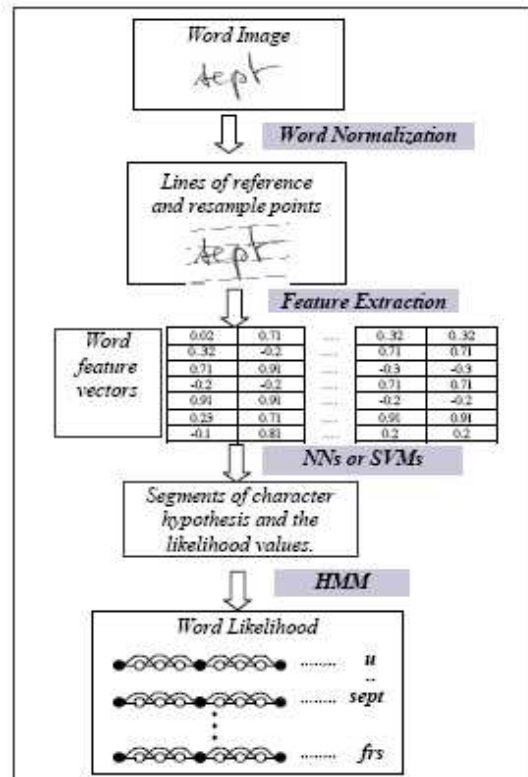 Word Image
sept
Word Normalization
Lines of reference
and resample points
sept
Feature Extraction
Word
feature
vectors
0.02 0.71 .... 0.32 0.32
0.32 -0.2 .... 0.71 0.71
0.71 0.91 .... -0.3 -0.3
-0.2 -0.2 .... 0.71 0.71
0.91 0.91 .... -0.2 -0.2
0.23 0.71 .... 0.91 0.91
-0.1 0.81 .... 0.2 0.2
NNs or SVMs
Segments of character
hypothesis and the
likelihood values.
HMM
Word Likelihood
........ u
..
........ sept
........ frs